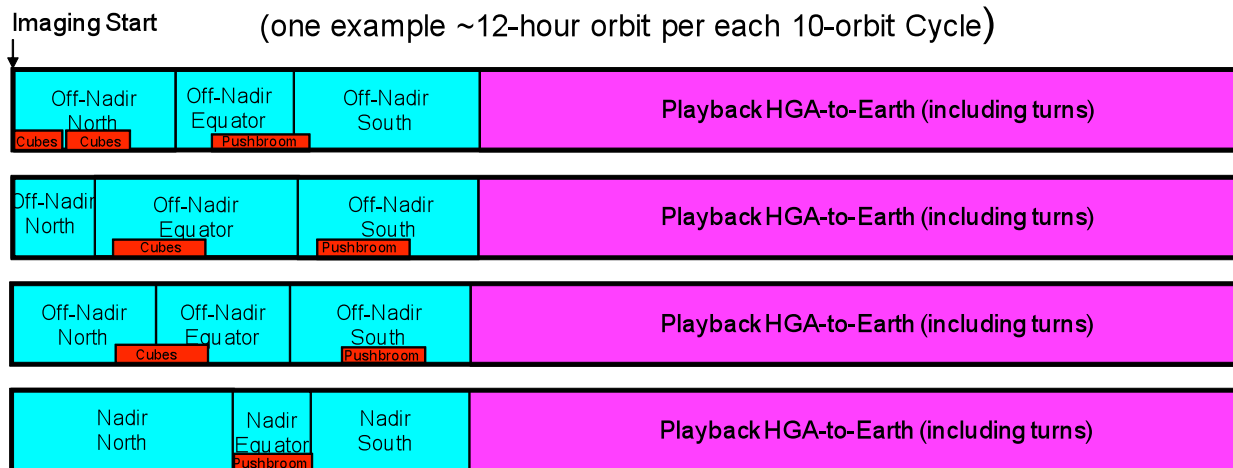 Imaging Start
(one example ~12-hour orbit per each 10-orbit Cycle)
Off-Nadir
North
Off-Nadir
Equator
Off-Nadir
South
Playback HGA-to-Earth (including turns)
Cubes
Cubes
Pushbroom
Off-Nadir
North
Off-Nadir
Equator
Off-Nadir
South
Playback HGA-to-Earth (including turns)
Cubes
Pushbroom
Off-Nadir
North
Off-Nadir
Equator
Off-Nadir
South
Playback HGA-to-Earth (including turns)
Cubes
Pushbroom
Nadir
North
Nadir
Equator
Nadir
South
Playback HGA-to-Earth (including turns)
Pushbroom